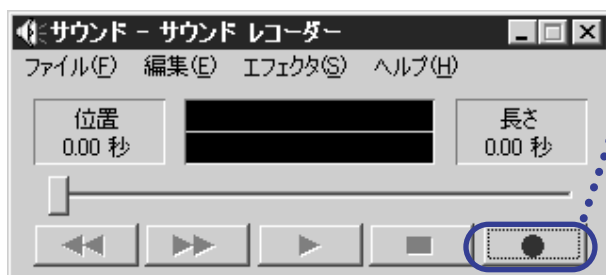 サウンド - サウンド レコーダー
ファイル(F) 編集(E) エフェクタ(S) ヘルプ(H)
位置
0.00 秒
長さ
0.00 秒